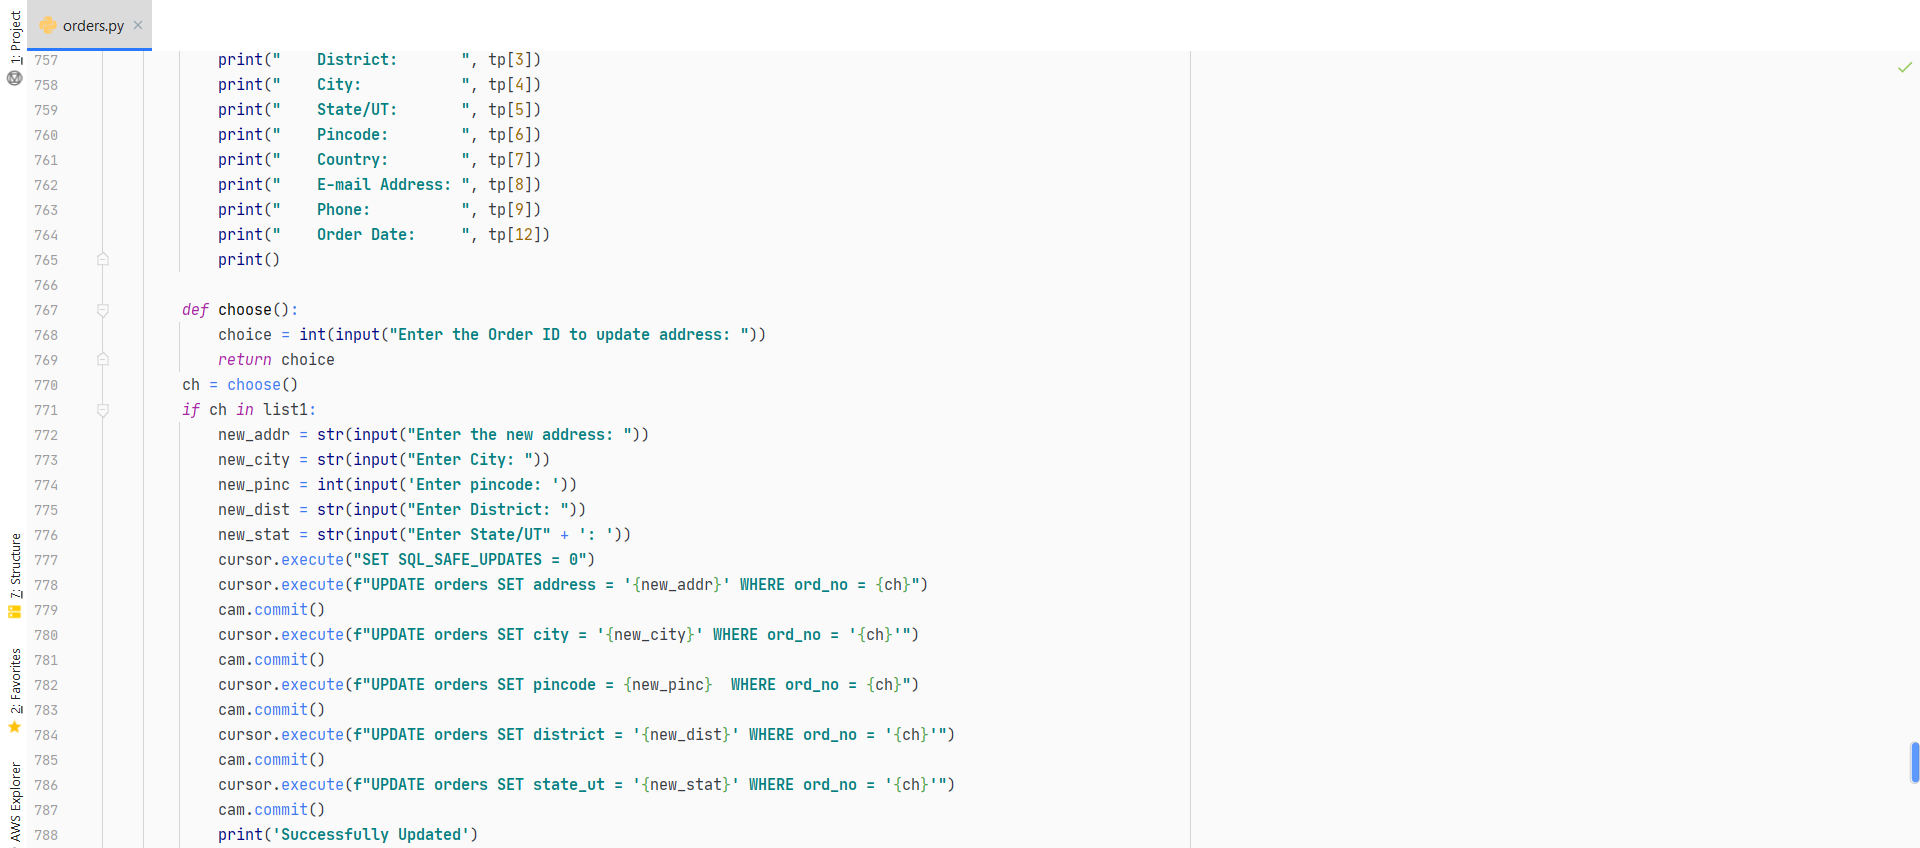 orders.py
1: Project
7: Structure
2: Favorites
AWS Explorer
757 print("    District:       ", tp[3])
758 print("    City:           ", tp[4])
759 print("    State/UT:       ", tp[5])
760 print("    Pincode:        ", tp[6])
761 print("    Country:        ", tp[7])
762 print("    E-mail Address: ", tp[8])
763 print("    Phone:          ", tp[9])
764 print("    Order Date:     ", tp[12])
765 print()
766
767 def choose():
768     choice = int(input("Enter the Order ID to update address: "))
769     return choice
770 ch = choose()
771 if ch in list1:
772     new_addr = str(input("Enter the new address: "))
773     new_city = str(input("Enter City: "))
774     new_pinc = int(input('Enter pincode: '))
775     new_dist = str(input("Enter District: "))
776     new_stat = str(input("Enter State/UT" + ': '))
777     cursor.execute("SET SQL_SAFE_UPDATES = 0")
778     cursor.execute(f"UPDATE orders SET address = '{new_addr}' WHERE ord_no = {ch}")
779     cam.commit()
780     cursor.execute(f"UPDATE orders SET city = '{new_city}' WHERE ord_no = '{ch}'")
781     cam.commit()
782     cursor.execute(f"UPDATE orders SET pincode = {new_pinc}  WHERE ord_no = {ch}")
783     cam.commit()
784     cursor.execute(f"UPDATE orders SET district = '{new_dist}' WHERE ord_no = '{ch}'")
785     cam.commit()
786     cursor.execute(f"UPDATE orders SET state_ut = '{new_stat}' WHERE ord_no = '{ch}'")
787     cam.commit()
788     print('Successfully Updated')